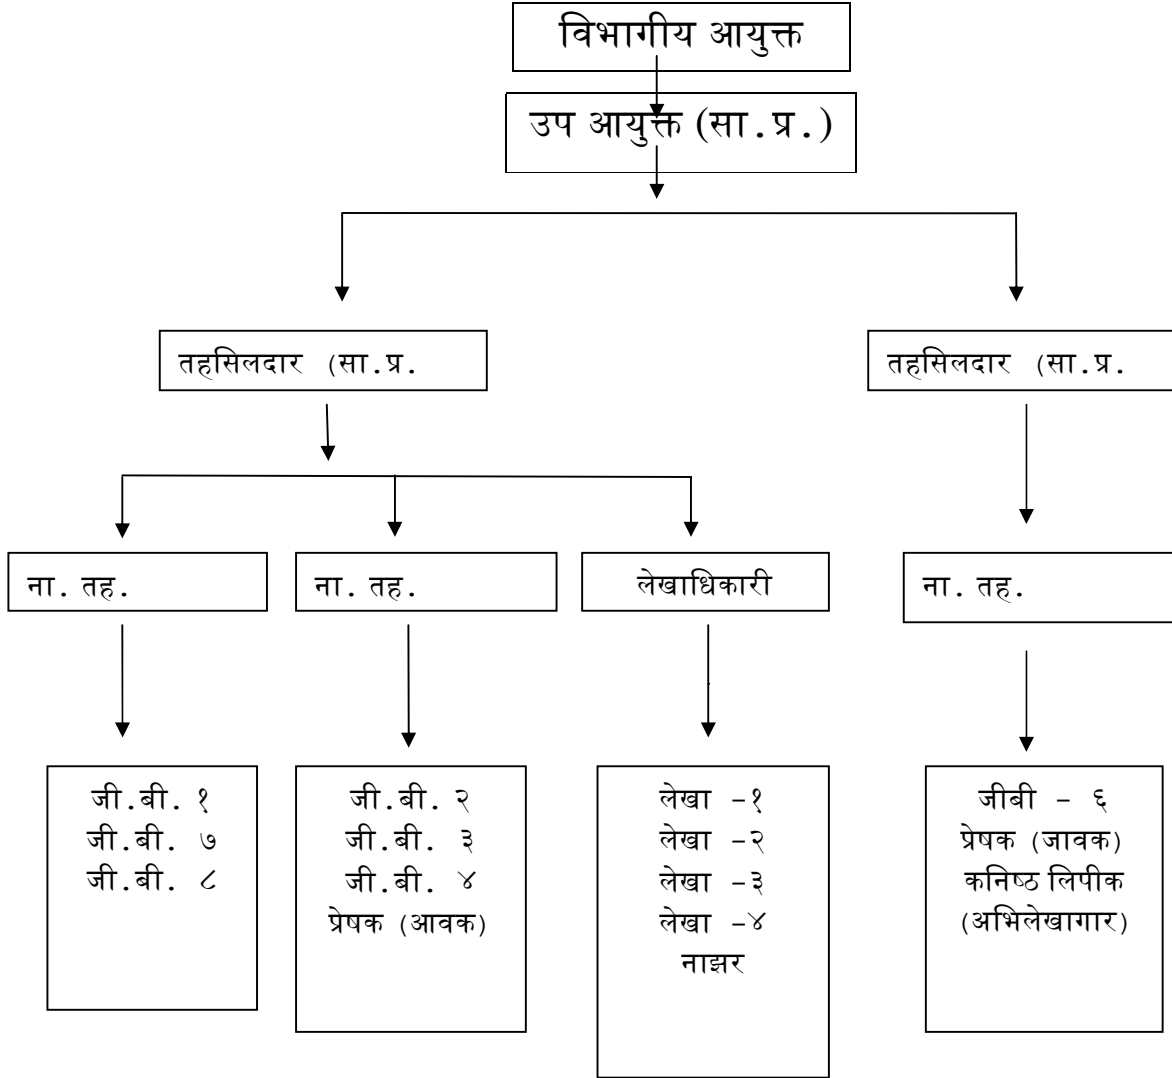 विभागीय आयुक्त
उप आयुक्त (सा.प्र.)
तहसिलदार (सा.प्र.
तहसिलदार (सा.प्र.
ना. तह.
ना. तह.
लेखाधिकारी
ना. तह.
जी.बी. १
जी.बी. ७
जी.बी. ८
जी.बी. २
जी.बी. ३
जी.बी. ४
प्रेषक (आवक)
लेखा -१
लेखा -२
लेखा -३
लेखा -४
नाझर
जीबी - ६
प्रेषक (जावक)
कनिष्ठ लिपीक
(अभिलेखागार)